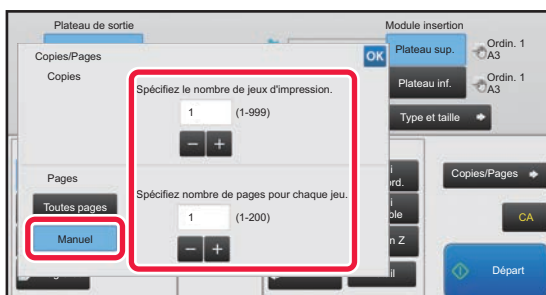 Plateau de sortie
Module insertion
Copies/Pages
OK
Plateau sup.
Ordin. 1
A3
Copies
Spécifiez le nombre de jeux d'impression.
1 (1-999)
Plateau inf.
Ordin. 1
A3
Type et taille
− +
Pages
Spécifiez nombre de pages pour chaque jeu.
Copies/Pages
Toutes pages
1 (1-200)
CA
Manuel
− +
n Z
Départ